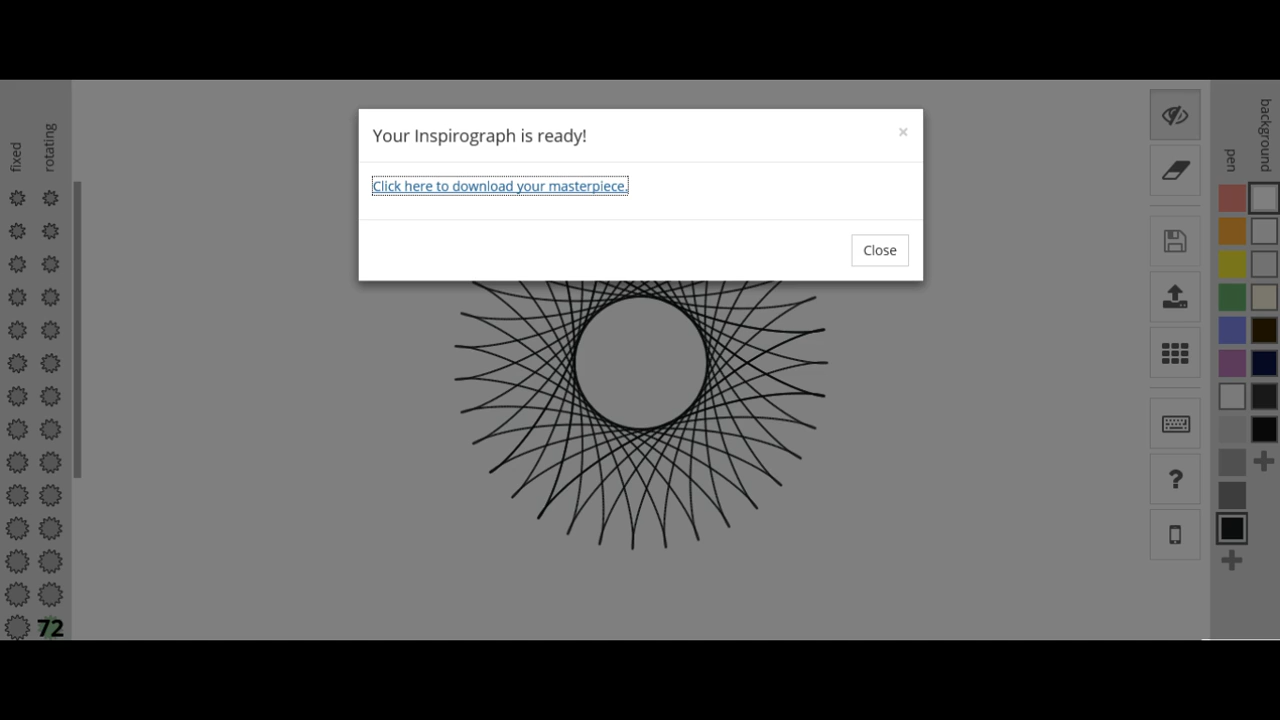 Your Inspirograph is ready!
×
Click here to download your masterpiece.
Close
fixed
rotating
72
?
pen
background